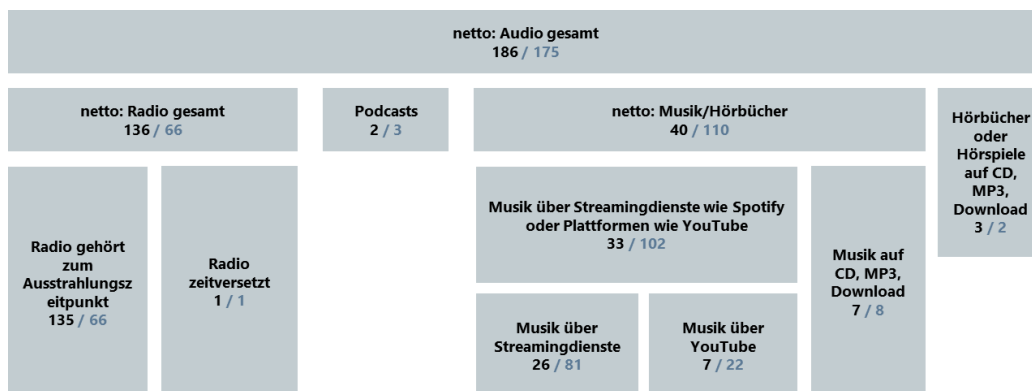 netto: Audio gesamt
186 / 175
netto: Radio gesamt
136 / 66
Podcasts
2 / 3
netto: Musik/Hörbücher
40 / 110
Hörbücher
oder
Hörspiele
auf CD,
MP3,
Download
3 / 2
Radio gehört
zum
Ausstrahlungsz
eitpunkt
135 / 66
Radio
zeitversetzt
1 / 1
Musik über Streamingdienste wie Spotify
oder Plattformen wie YouTube
33 / 102
Musik auf
CD, MP3,
Download
7 / 8
Musik über
Streamingdienste
26 / 81
Musik über
YouTube
7 / 22